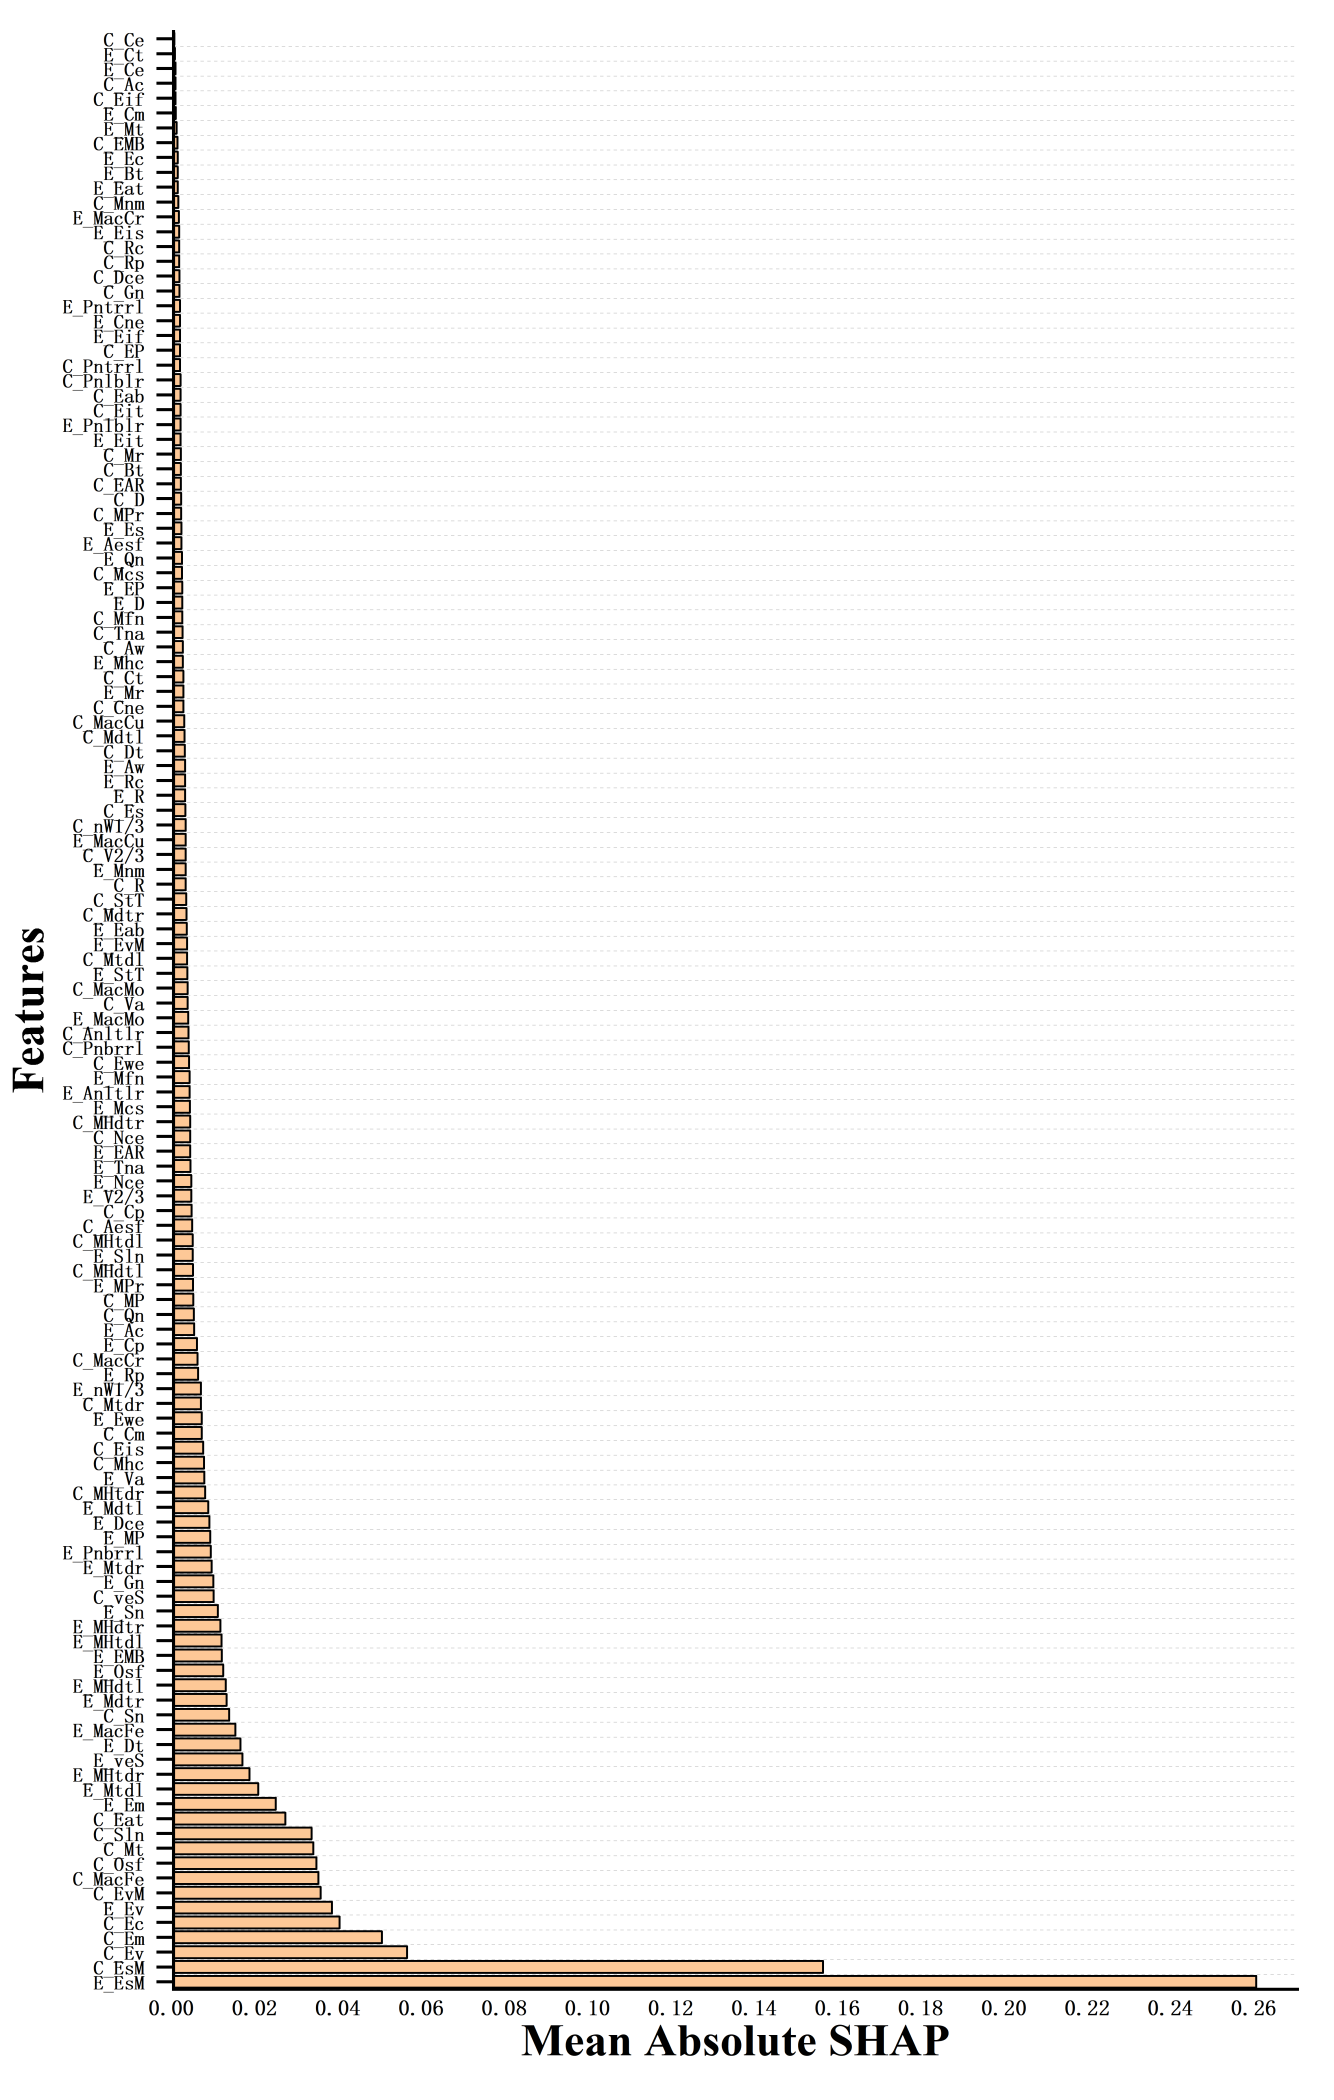 C_Ce
E_Ct
E_Ce
C_Ac
C_Eif
E_Cm
E_Mt
C_EMB
E_Ec
E_Bt
E_Eat
C_Mnm
E_MacCr
E_Eis
C_Rc
C_Rp
C_Dce
C_Gn
E_Pntrrl
E_Cne
E_Eif
C_EP
C_Pntrrl
C_Pnlblr
C_Eab
C_Eit
E_Pnlblr
E_Eit
C_Mr
C_Bt
C_EAR
C_D
C_MPr
E_Es
E_Aesf
E_Qn
C_Mcs
E_EP
E_D
C_Mfn
C_Tna
C_Aw
E_Mhc
C_Ct
E_Mr
C_Cne
C_MacCu
C_Mdtl
C_Dt
E_Aw
E_Rc
E_R
C_Es
C_nW1/3
E_MacCu
C_V2/3
E_Mnm
C_R
C_StT
C_Mdtr
E_Eab
E_EvM
C_Mtdl
E_StT
C_MacMo
C_Va
E_MacMo
C_Anltlr
C_Pnbrrl
C_Ewe
E_Mfn
E_Anltlr
E_Mcs
C_MHdtr
C_Nce
E_EAR
E_Tna
E_Nce
E_V2/3
C_Cp
C_Aesf
C_MHtdl
E_Sln
C_MHdtl
E_MPr
C_MP
C_Qn
E_Ac
E_Cp
C_MacCr
E_Rp
E_nW1/3
C_Mtdr
E_Ewe
C_Cm
C_Eis
C_Mhc
E_Va
C_MHtdr
E_Mdtl
E_Dce
E_MP
E_Pnbrrl
E_Mtdr
E_Gn
C_veS
E_Sn
E_MHdtr
E_MHtdl
E_EMB
E_Osf
E_MHdtl
E_Mdtr
C_Sn
E_MacFe
E_Dt
E_veS
E_MHtdr
E_Mtdl
E_Em
C_Eat
C_Sln
C_Mt
C_Osf
C_MacFe
C_EvM
E_Ev
C_Ec
C_Em
C_Ev
C_EsM
E_EsM
Features
0.00 0.02 0.04 0.06 0.08 0.10 0.12 0.14 0.16 0.18 0.20 0.22 0.24 0.26
Mean Absolute SHAP